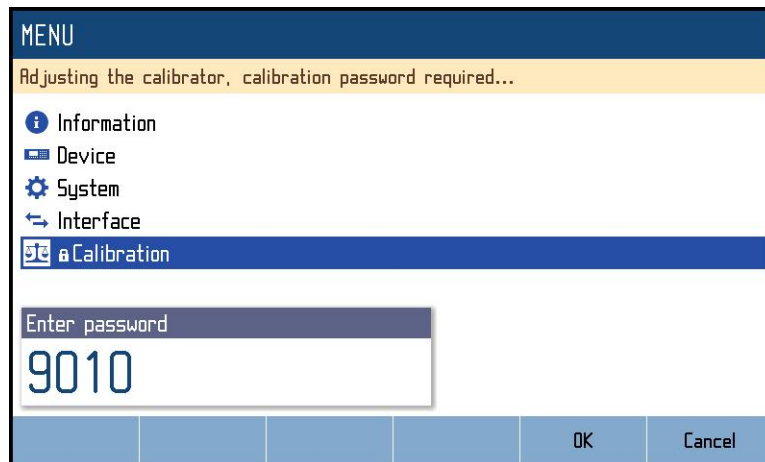 MENU
Adjusting the calibrator, calibration password required...
Information
Device
System
Interface
Calibration
Enter password
9010
OK Cancel